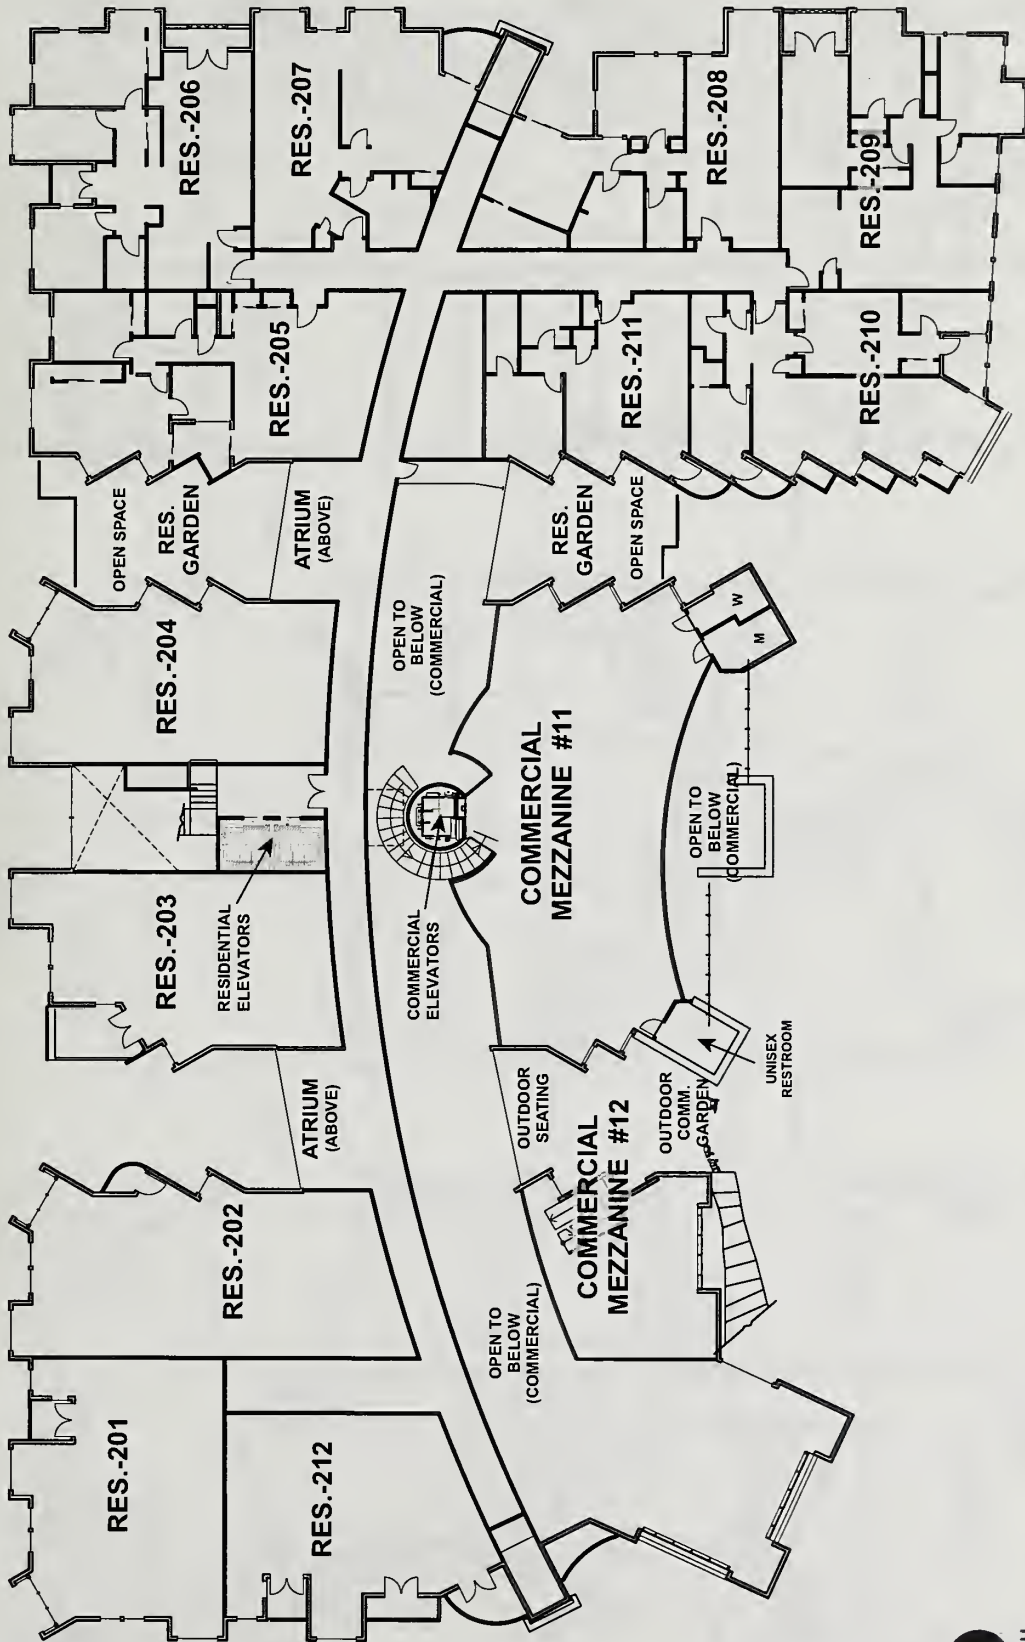 RES.-201
RES.-202
RES.-203
RES.-204
RES.-205
RES.-206
RES.-207
RES.-212
ATRIUM
(ABOVE)
RESIDENTIAL
ELEVATORS
OPEN SPACE
RES.
GARDEN
ATRIUM
(ABOVE)
OPEN TO
BELOW
(COMMERCIAL)
COMMERCIAL
ELEVATORS
OPEN TO
BELOW
(COMMERCIAL)
OUTDOOR
SEATING
COMMERCIAL
MEZZANINE #12
OUTDOOR
COMM.
GARDEN
UNISEX
RESTROOM
COMMERCIAL
MEZZANINE #11
OPEN TO
BELOW
(COMMERCIAL)
M
W
RES.
GARDEN
OPEN SPACE
RES.-211
RES.-210
RES.-208
RES.-209